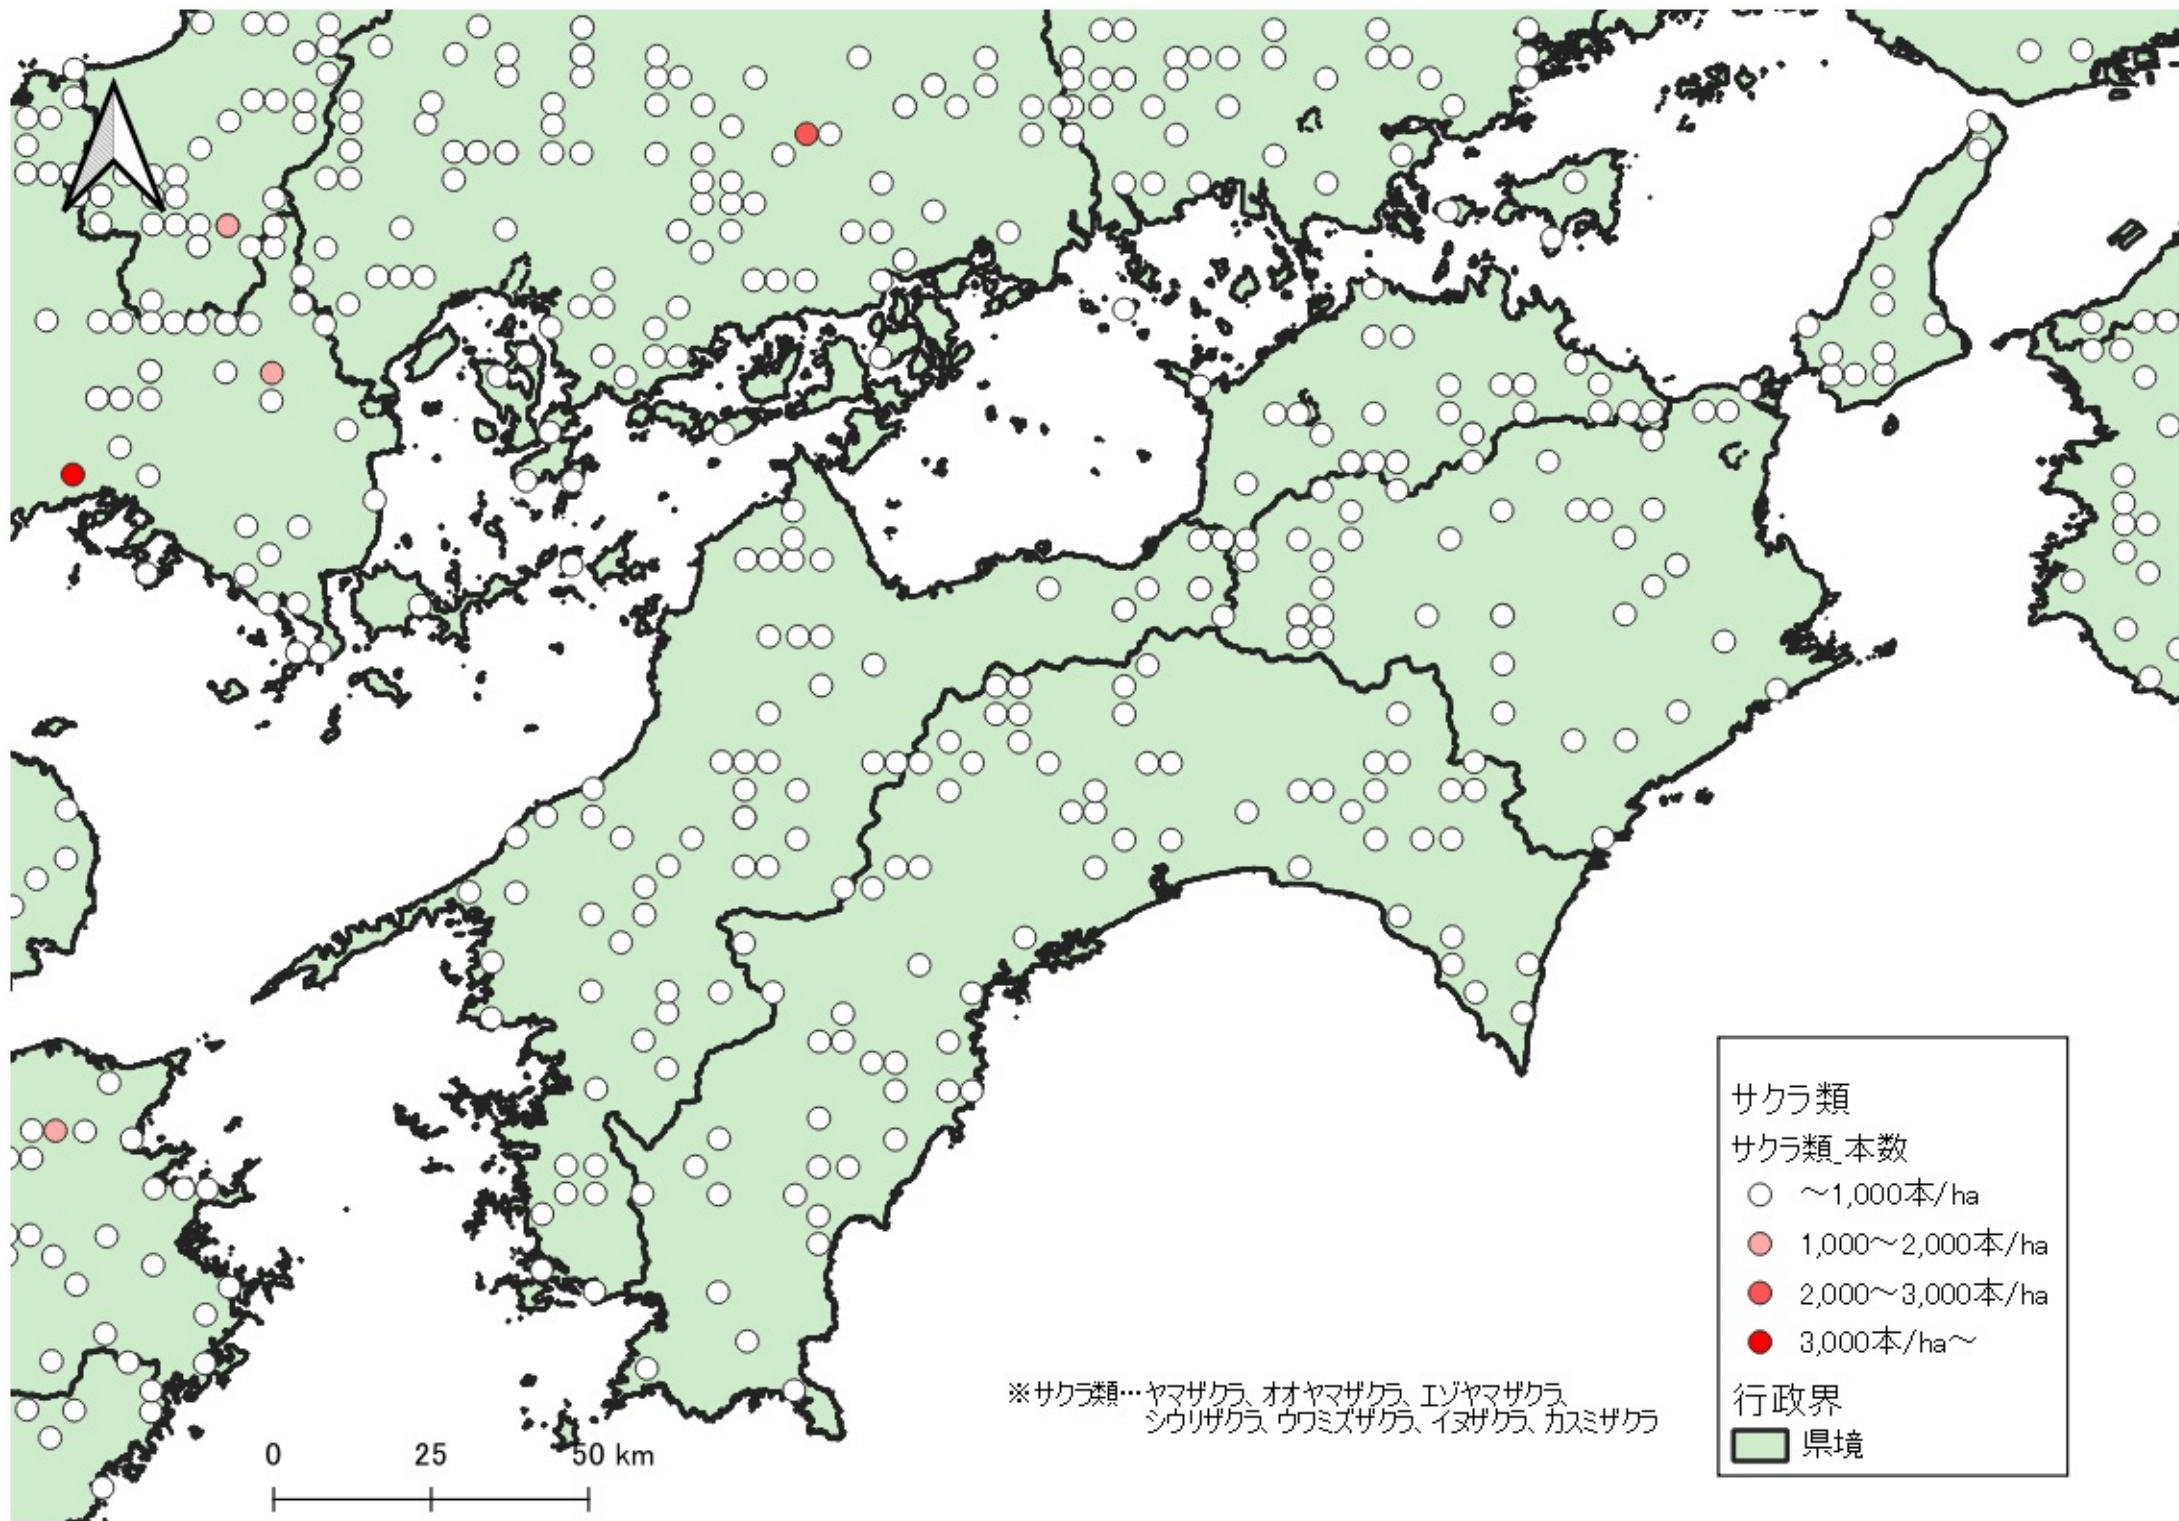 サクラ類
サクラ類_本数
～1,000本/ha
1,000～2,000本/ha
2,000～3,000本/ha
3,000本/ha～
行政界
県境
※サクラ類…ヤマザクラ、オオヤマザクラ、エゾヤマザクラ、
シウリザクラ、ウワミズザクラ、イヌザクラ、カスミザクラ
0 25 50 km